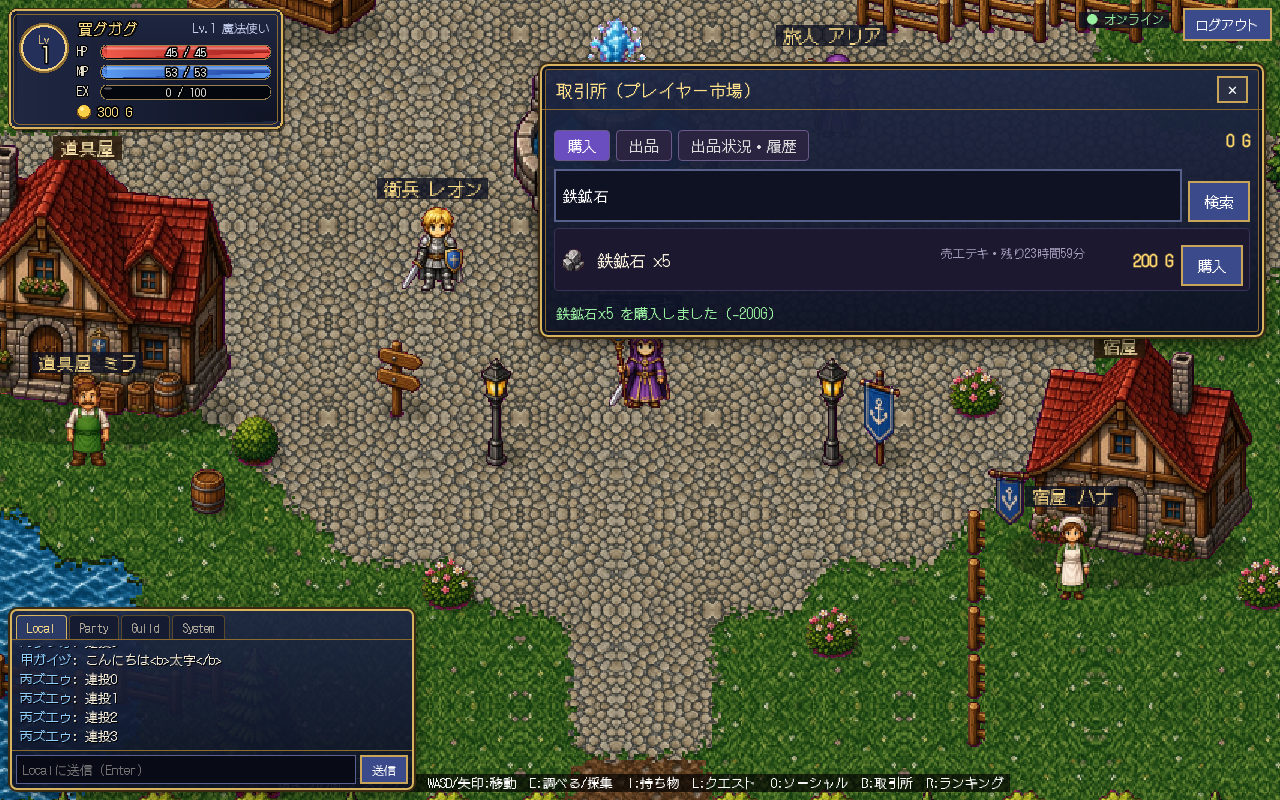 Lv
1
買グガグ
Lv.1 魔法使い
HP 45 / 45
MP 53 / 53
EX 0 / 100
300 G
旅人 アリア
オンライン
ログアウト
取引所（プレイヤー市場）
×
購入
出品
出品状況・履歴
0 G
鉄鉱石
検索
鉄鉱石 x5
売エテキ・残り23時間59分
200 G
購入
鉄鉱石x5 を購入しました（-200G）
道具屋
衛兵 レオン
道具屋 ミラ
宿屋
宿屋 ハナ
Local
Party
Guild
System
甲ガイヅ: こんにちは<b>太字</b>
丙ズエゥ: 連投0
丙ズエゥ: 連投1
丙ズエゥ: 連投2
丙ズエゥ: 連投3
Localに送信（Enter）
送信
WASD/矢印:移動 E:調べる/採集 I:持ち物 L:クエスト O:ソーシャル B:取引所 R:ランキング